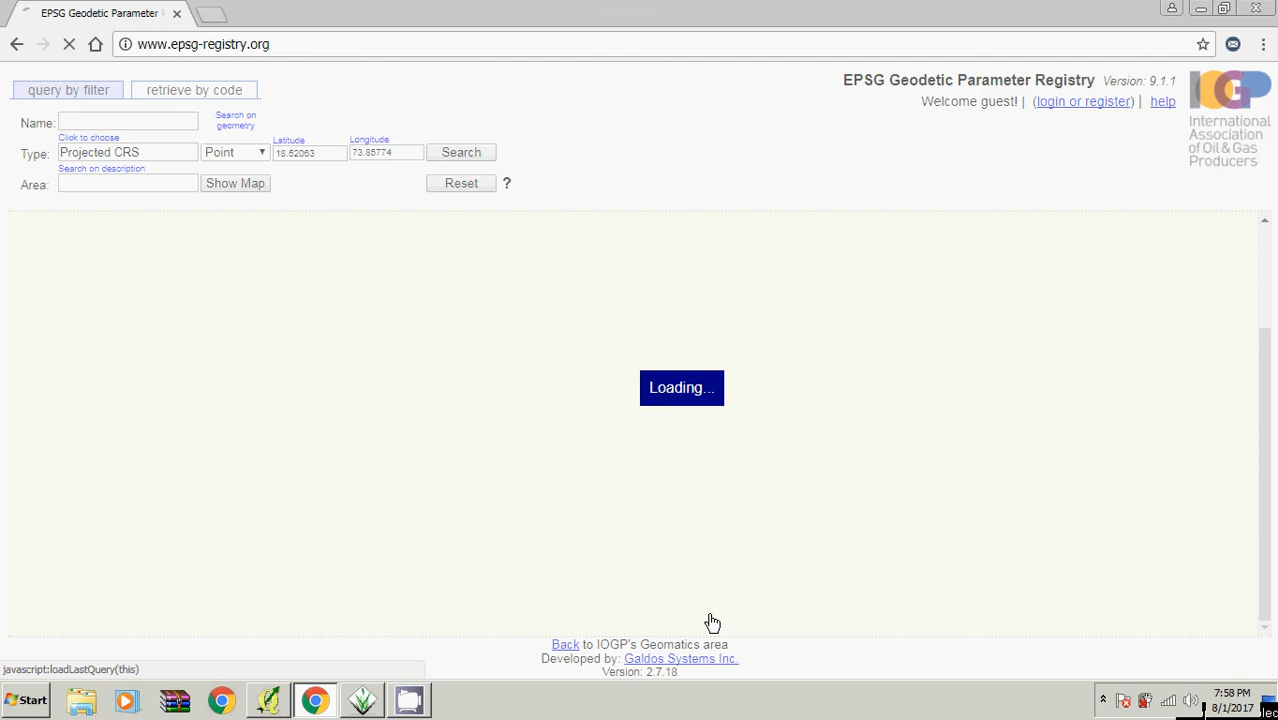 EPSG Geodetic Parameter
www.epsg-registry.org
query by filter
retrieve by code
EPSG Geodetic Parameter Registry Version: 9.1.1
Welcome guest! | (login or register) | help
International
Association
of Oil & Gas
Producers
Name:
Search on
geometry
Click to choose
Type: Projected CRS
Point
Latitude
18.52063
Longitude
73.85774
Search
Search on description
Area:
Show Map
Reset
?
Loading...
Back to IOGP's Geomatics area
Developed by: Galdos Systems Inc.
Version: 2.7.18
javascript:loadLastQuery(this)
Start
7:58 PM
8/1/2017